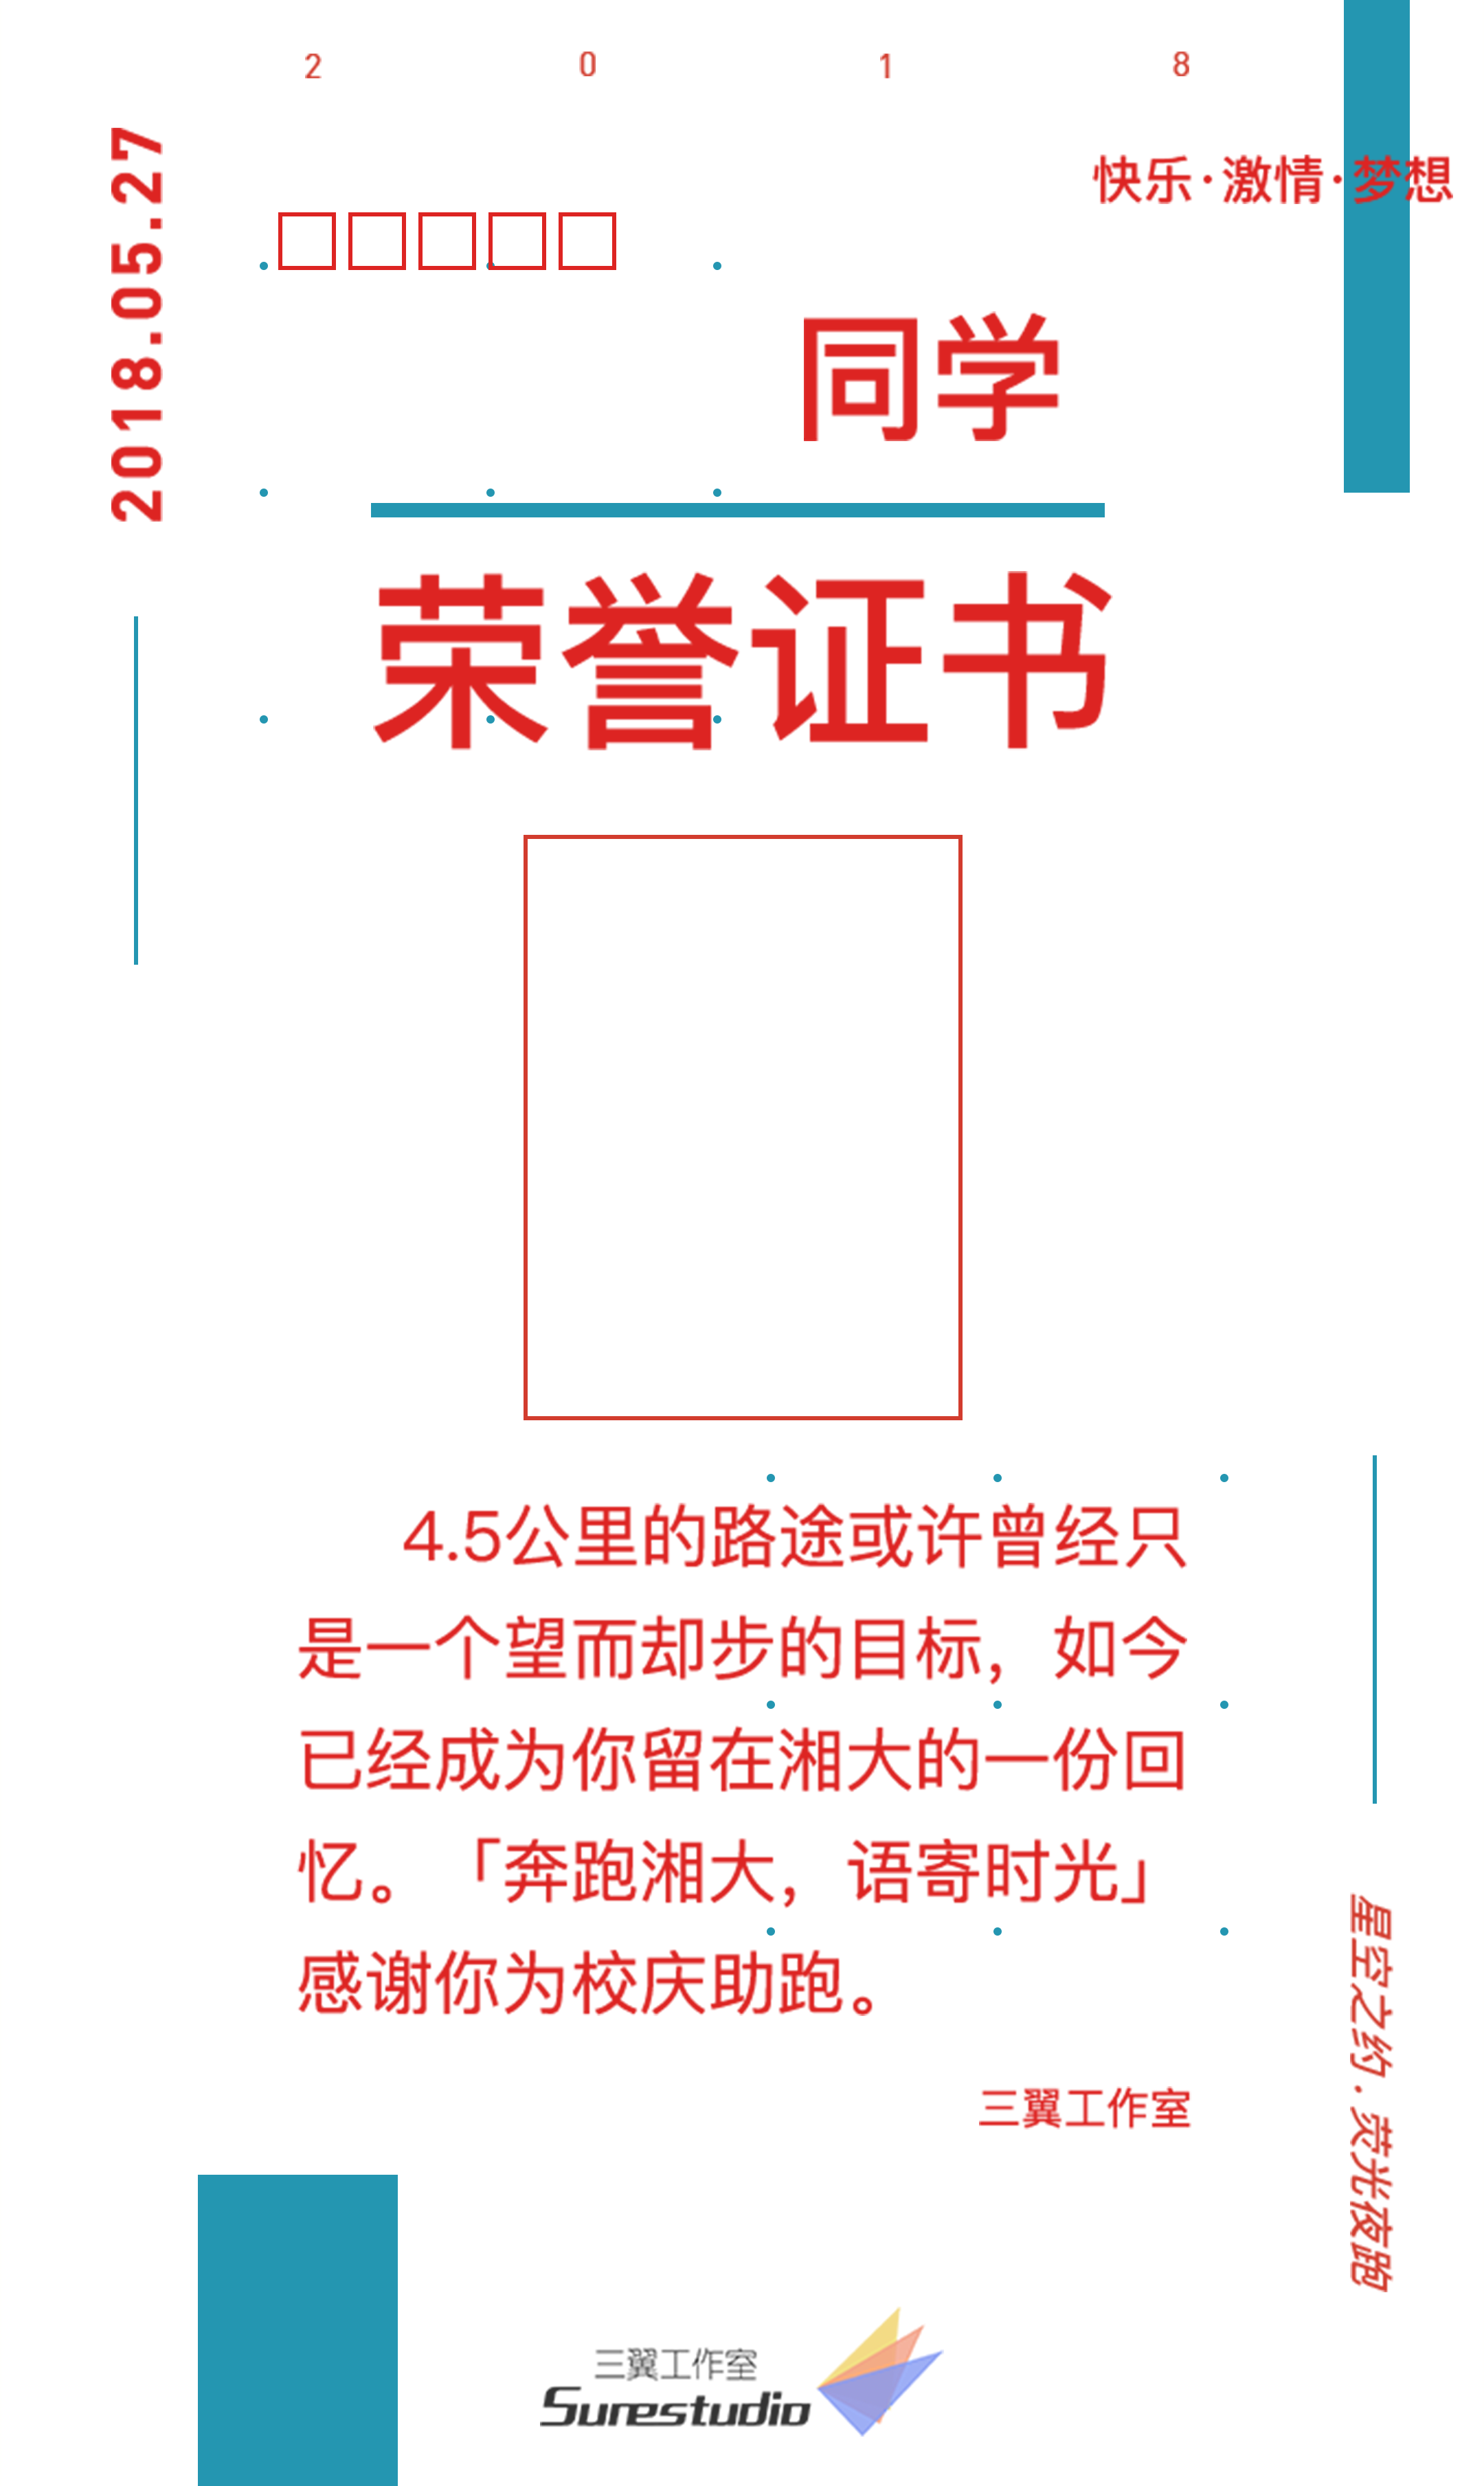 2 0 1 8
2018.05.27
快乐·激情·梦想
同学
荣誉证书
4.5公里的路途或许曾经只
是一个望而却步的目标，如今
已经成为你留在湘大的一份回
忆。「奔跑湘大，语寄时光」
感谢你为校庆助跑。
三翼工作室
星空之约·荧光夜跑
三翼工作室
Surestudio